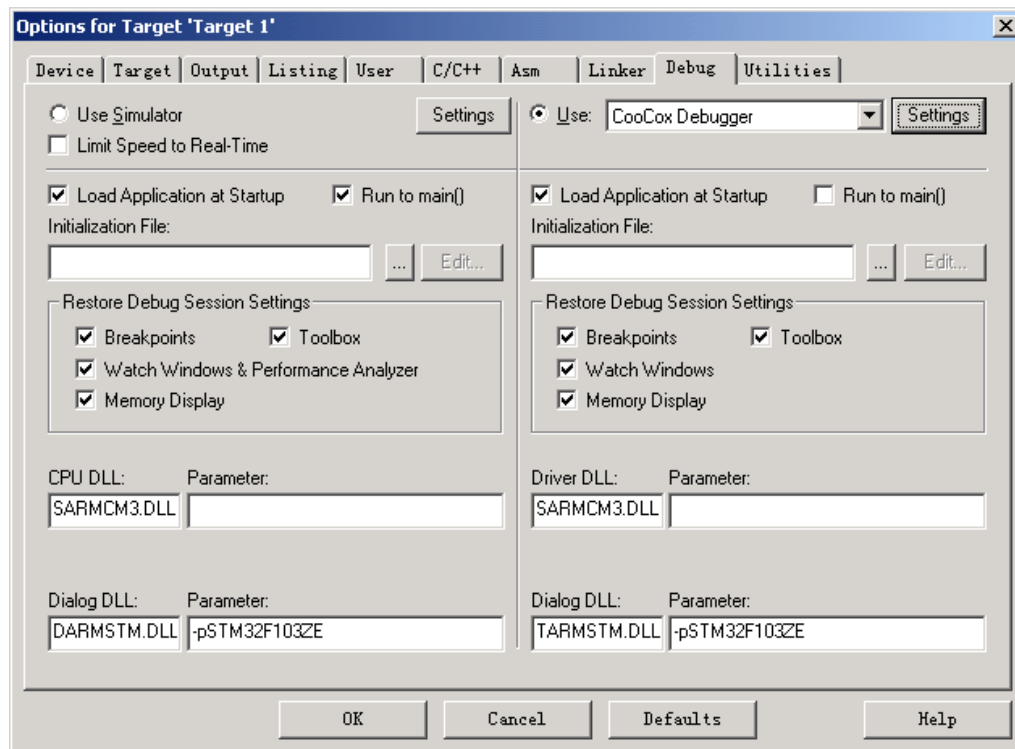 Options for Target 'Target 1'
Device Target Output Listing User C/C++ Asm Linker Debug Utilities
Use Simulator Settings
Limit Speed to Real-Time
Use: CooCox Debugger Settings
Load Application at Startup Run to main()
Initialization File:
... Edit...
Restore Debug Session Settings
Breakpoints Toolbox
Watch Windows & Performance Analyzer
Memory Display
Load Application at Startup Run to main()
Initialization File:
... Edit...
Restore Debug Session Settings
Breakpoints Toolbox
Watch Windows
Memory Display
CPU DLL: Parameter:
SARMCM3.DLL
Driver DLL: Parameter:
SARMCM3.DLL
Dialog DLL: Parameter:
DARMSTM.DLL -pSTM32F103ZE
Dialog DLL: Parameter:
TARMSTM.DLL -pSTM32F103ZE
OK Cancel Defaults Help